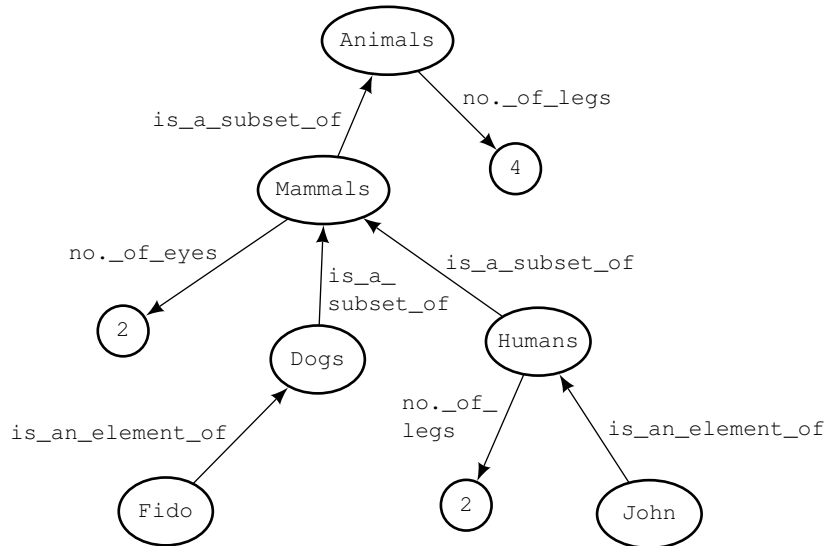 Animals
no._of_legs
is_a_subset_of
4
Mammals
no._of_eyes
is_a_
subset_of
is_a_subset_of
2
Dogs
Humans
no._of_
legs
is_an_element_of
is_an_element_of
Fido
2
John